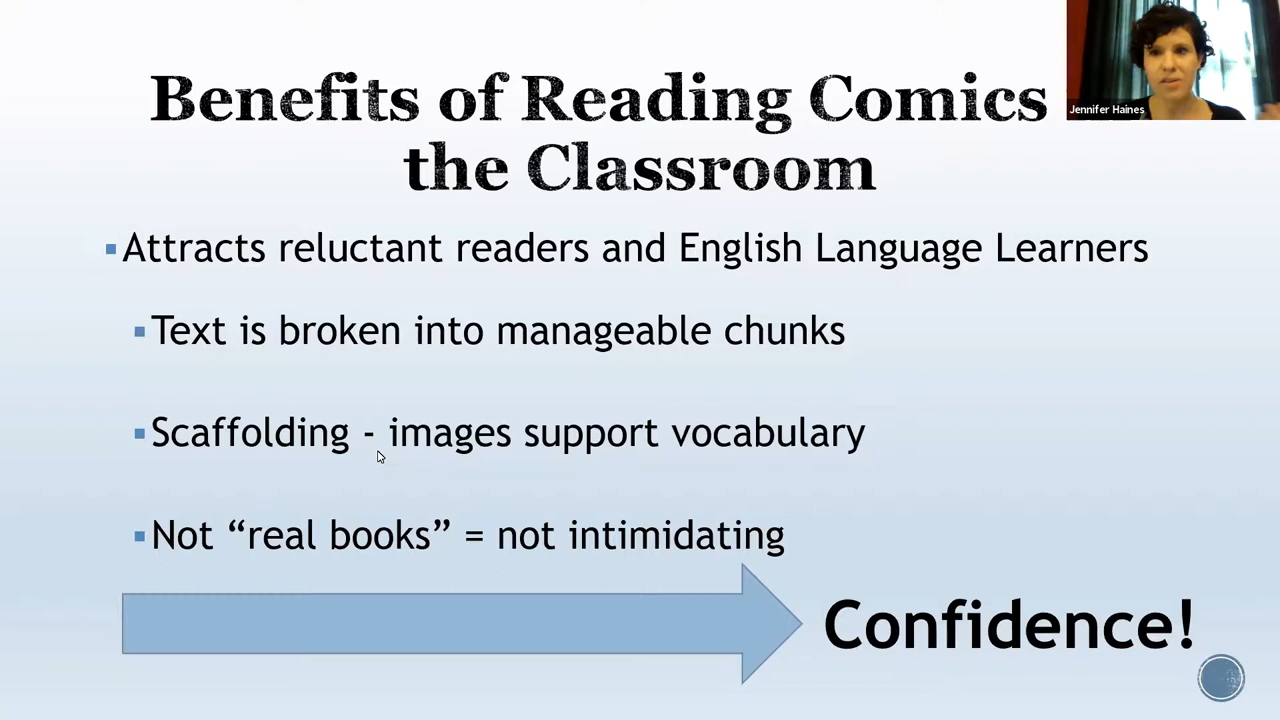 Benefits of Reading Comics
the Classroom
Jennifer Haines
Attracts reluctant readers and English Language Learners
Text is broken into manageable chunks
Scaffolding - images support vocabulary
Not “real books” = not intimidating
Confidence!